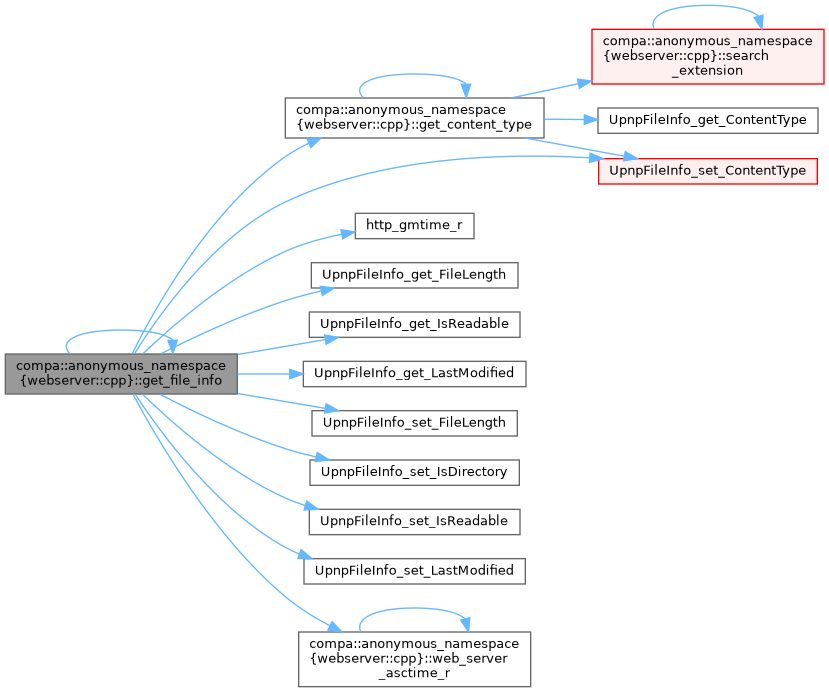 compa::anonymous_namespace
{webserver::cpp}::search
_extension
compa::anonymous_namespace
{webserver::cpp}::get_content_type
UpnpFileInfo_get_ContentType
UpnpFileInfo_set_ContentType
http_gmtime_r
UpnpFileInfo_get_FileLength
UpnpFileInfo_get_IsReadable
compa::anonymous_namespace
{webserver::cpp}::get_file_info
UpnpFileInfo_get_LastModified
UpnpFileInfo_set_FileLength
UpnpFileInfo_set_IsDirectory
UpnpFileInfo_set_IsReadable
UpnpFileInfo_set_LastModified
compa::anonymous_namespace
{webserver::cpp}::web_server
_asctime_r